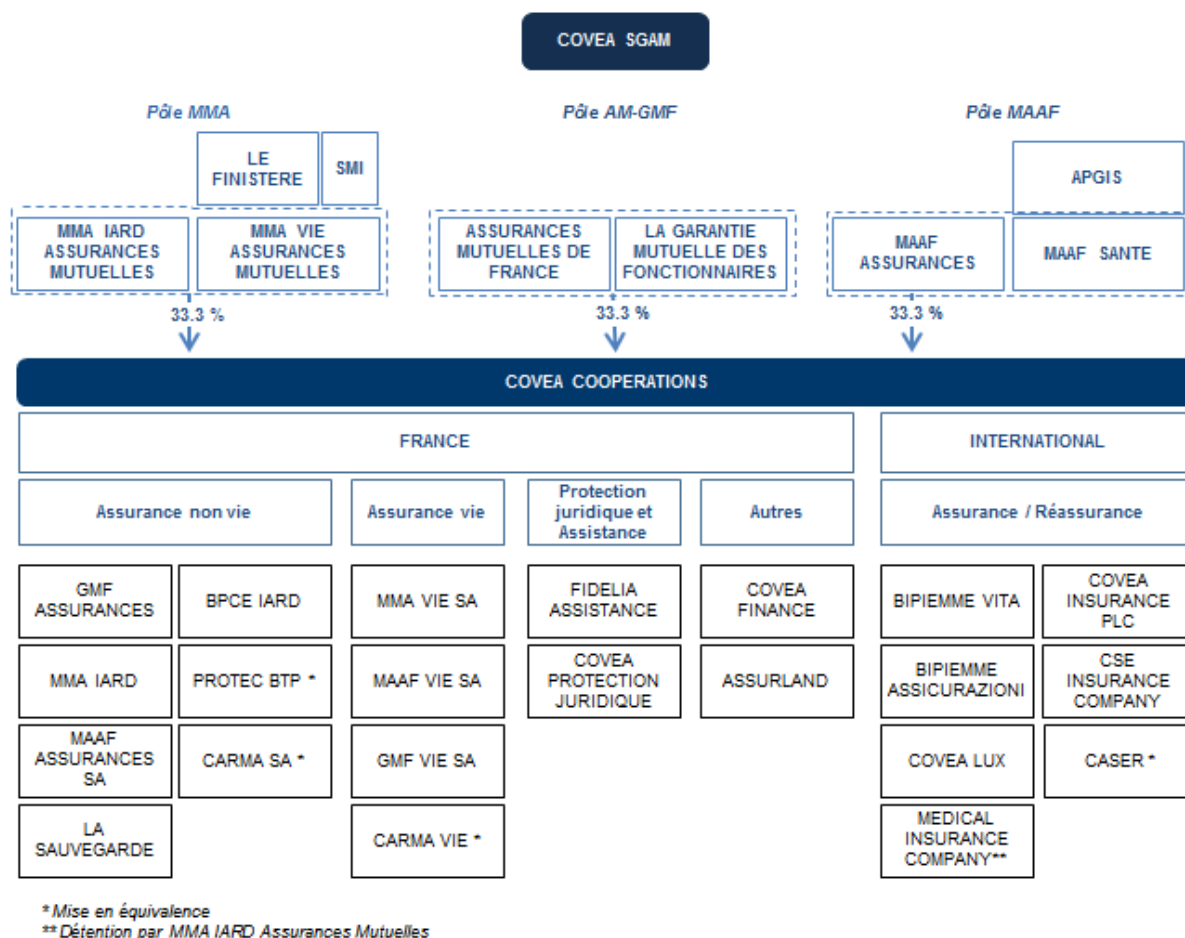 COVEA SGAM
Pôle MMA
Pôle AM-GMF
Pôle MAAF
LE
FINISTERE
SMI
APGIS
MMA IARD
ASSURANCES
MUTUELLES
MMA VIE
ASSURANCES
MUTUELLES
ASSURANCES
MUTUELLES DE
FRANCE
LA GARANTIE
MUTUELLE DES
FONCTIONNAIRES
MAAF
ASSURANCES
MAAF SANTE
33.3 %
33.3 %
33.3 %
COVEA COOPERATIONS
FRANCE
INTERNATIONAL
Assurance non vie
Assurance vie
Protection
juridique et
Assistance
Autres
Assurance / Réassurance
GMF
ASSURANCES
BPCE IARD
MMA VIE SA
FIDELIA
ASSISTANCE
COVEA
FINANCE
BIPIEMME VITA
COVEA
INSURANCE
PLC
MMA IARD
PROTEC BTP *
MAAF VIE SA
COVEA
PROTECTION
JURIDIQUE
ASSURLAND
BIPIEMME
ASSICURAZIONI
CSE
INSURANCE
COMPANY
MAAF
ASSURANCES
SA
CARMA SA *
GMF VIE SA
COVEA LUX
CASER *
LA
SAUVEGARDE
CARMA VIE *
MEDICAL
INSURANCE
COMPANY**
* Mise en équivalence
** Détention par MMA IARD Assurances Mutuelles